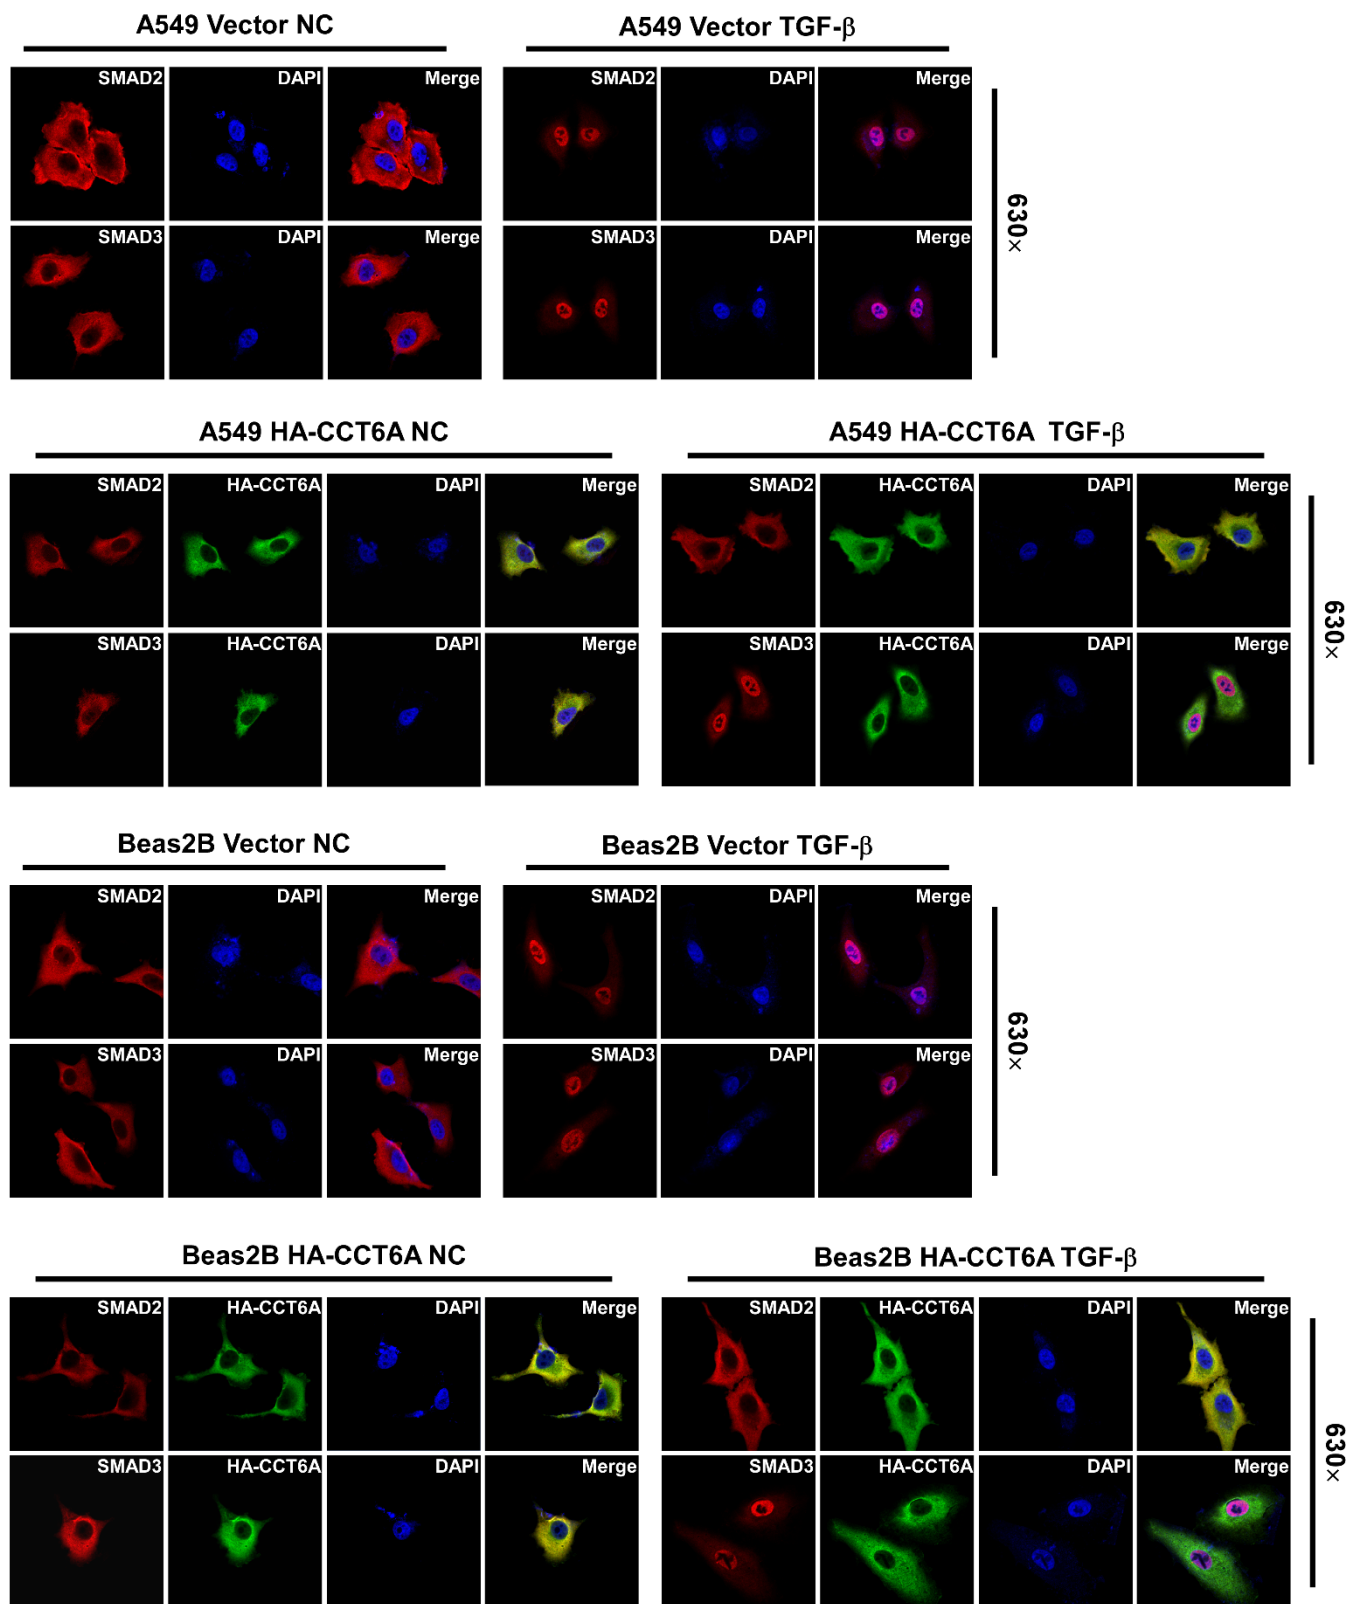 A549 Vector NC
A549 Vector TGF-β
SMAD2 DAPI Merge
SMAD2 DAPI Merge
SMAD3 DAPI Merge
SMAD3 DAPI Merge
630×
A549 HA-CCT6A NC
A549 HA-CCT6A TGF-β
SMAD2 HA-CCT6A DAPI Merge
SMAD2 HA-CCT6A DAPI Merge
SMAD3 HA-CCT6A DAPI Merge
SMAD3 HA-CCT6A DAPI Merge
630×
Beas2B Vector NC
Beas2B Vector TGF-β
SMAD2 DAPI Merge
SMAD2 DAPI Merge
SMAD3 DAPI Merge
SMAD3 DAPI Merge
630×
Beas2B HA-CCT6A NC
Beas2B HA-CCT6A TGF-β
SMAD2 HA-CCT6A DAPI Merge
SMAD2 HA-CCT6A DAPI Merge
SMAD3 HA-CCT6A DAPI Merge
SMAD3 HA-CCT6A DAPI Merge
630×